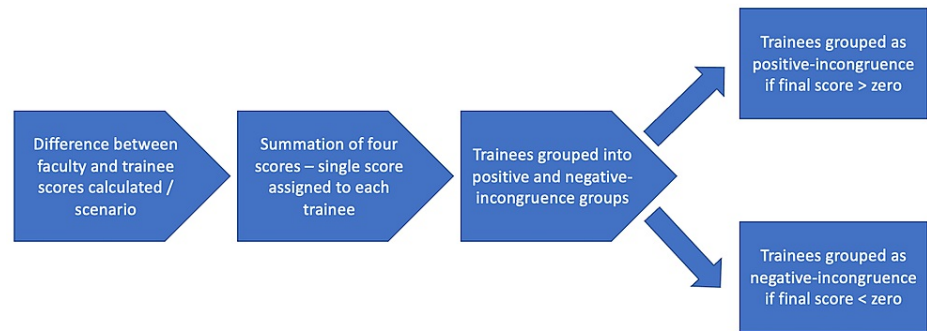 Difference between
faculty and trainee
scores calculated /
scenario
Summation of four
scores – single score
assigned to each
trainee
Trainees grouped into
positive and negative-
incongruence groups
Trainees grouped as
positive-incongruence
if final score > zero
Trainees grouped as
negative-incongruence
if final score < zero